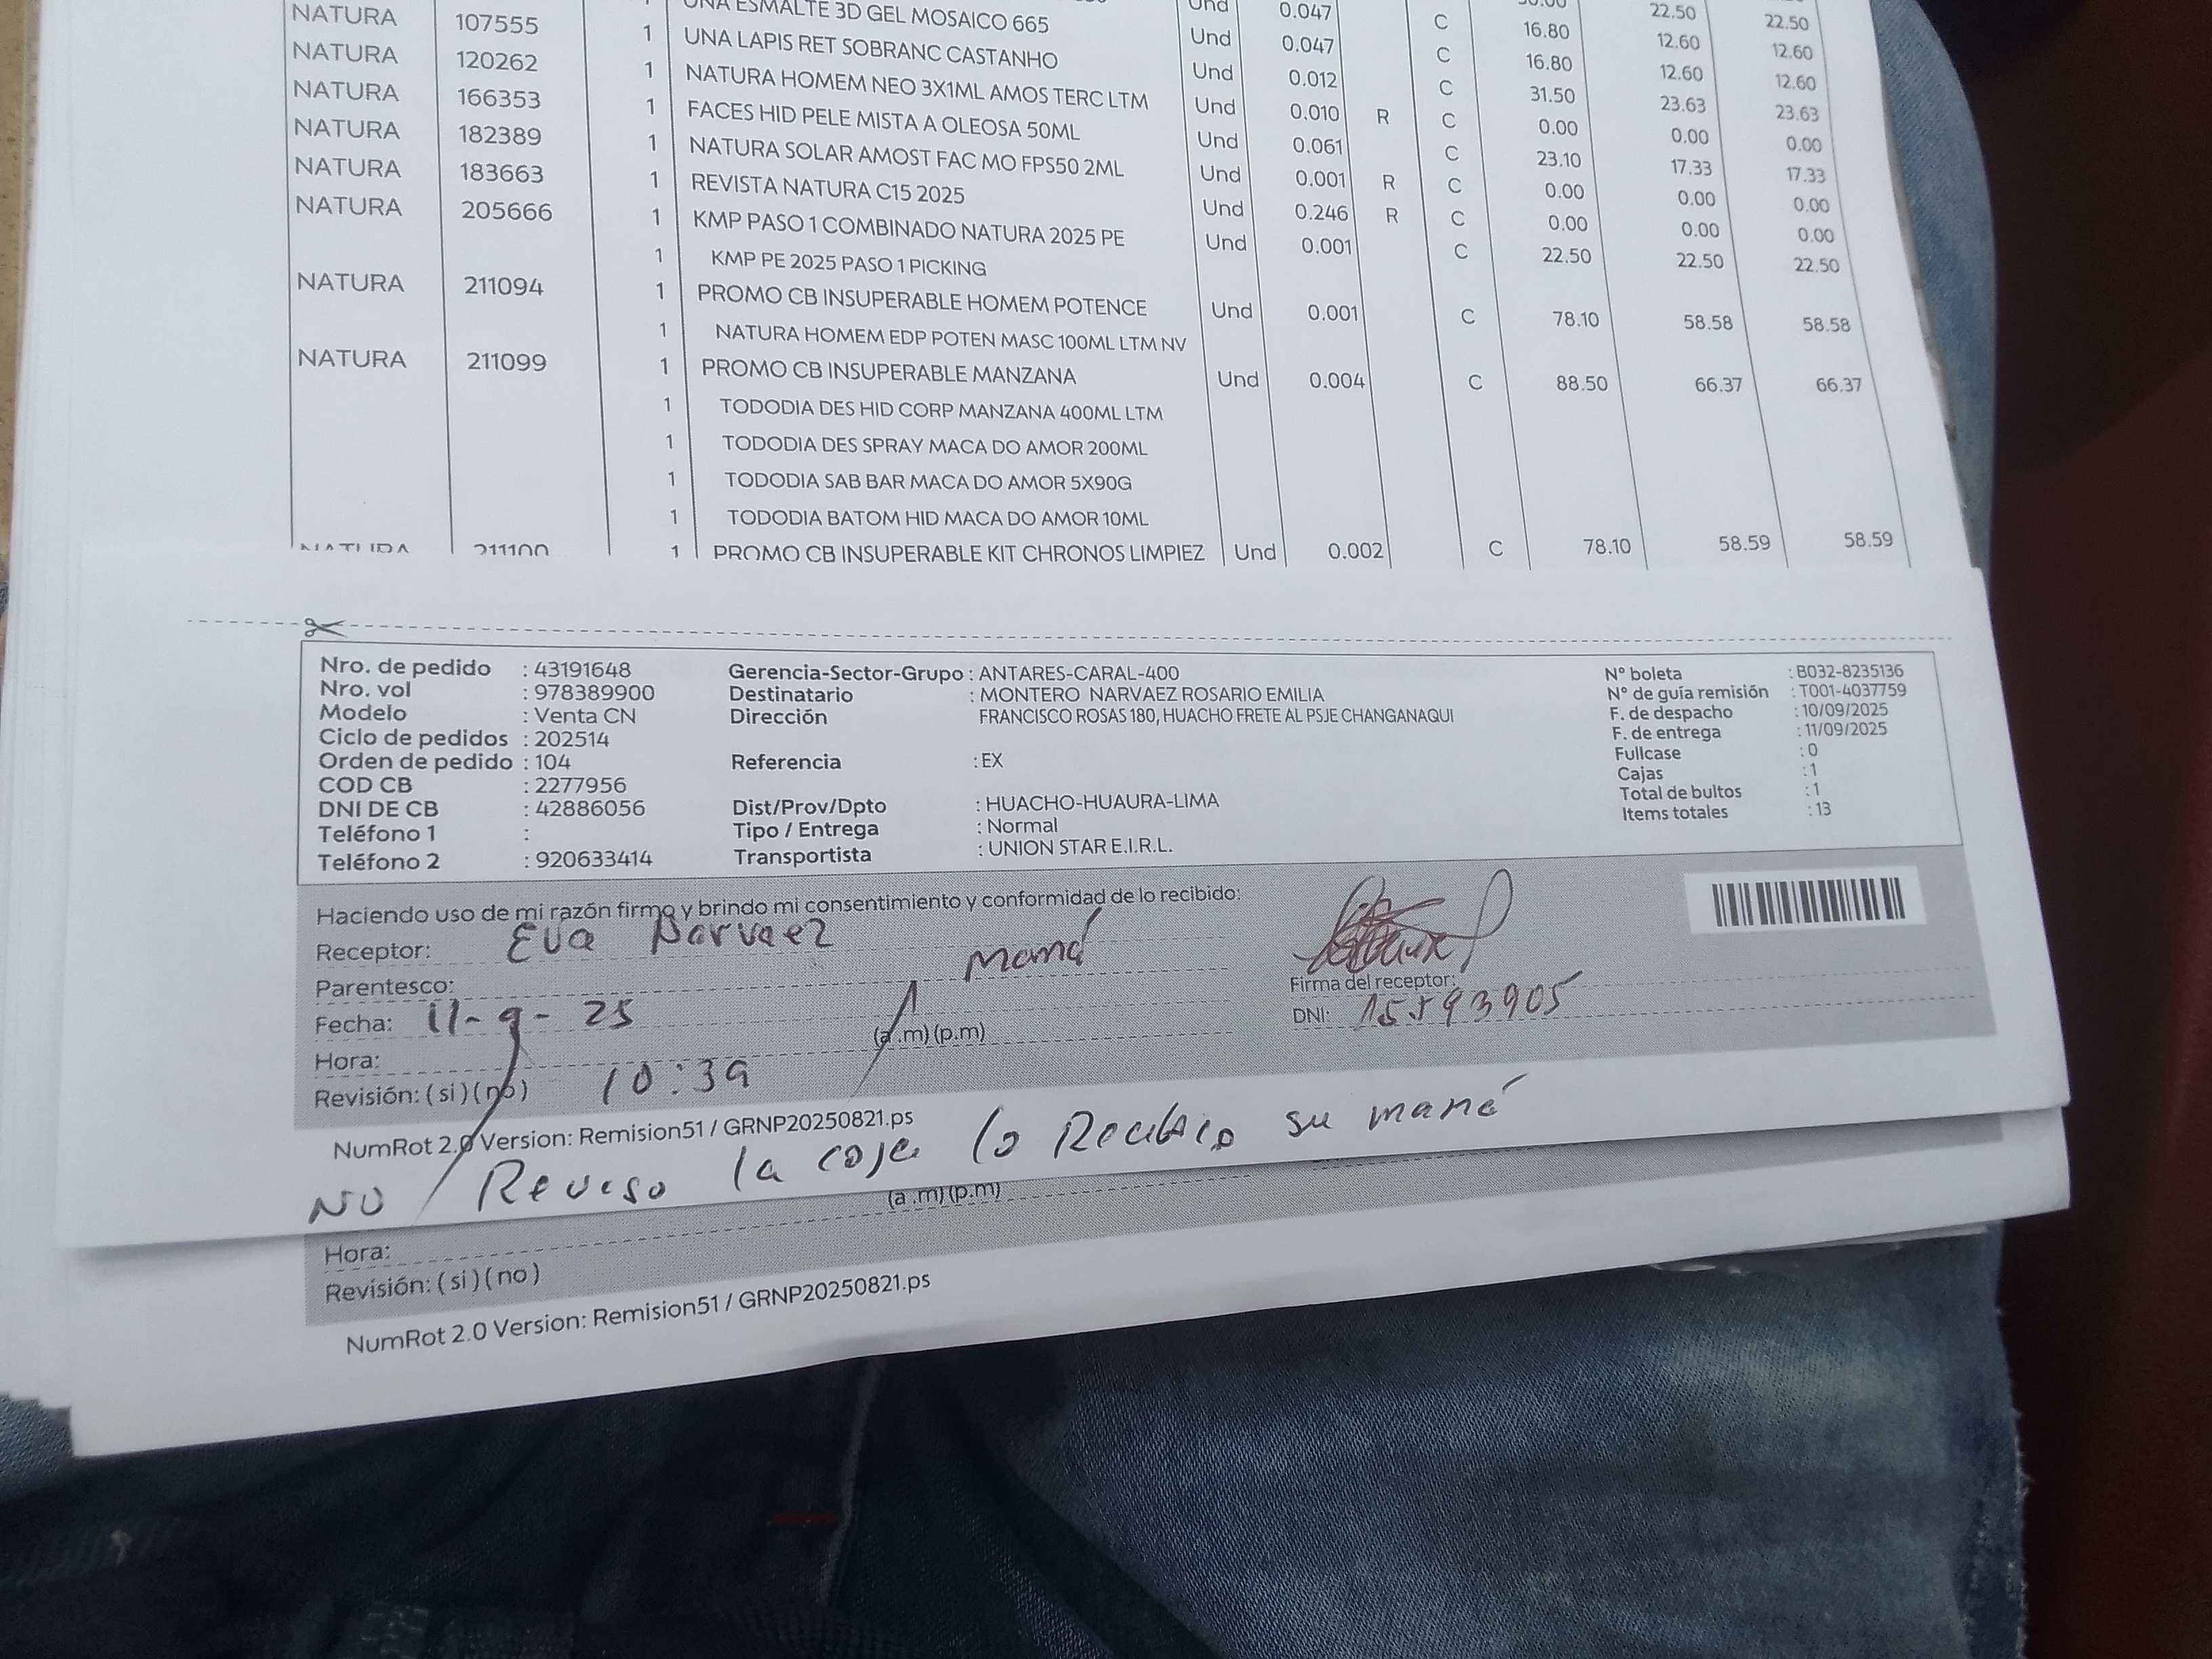 UNA ESMALTE 3D GEL MOSAICO 665 Und 0.047 C 16.80 12.60 12.60
NATURA 107555 1 UNA LAPIS RET SOBRANC CASTANHO Und 0.012 C 31.50 23.63 23.63
NATURA 120262 1 NATURA HOMEM NEO 3X1ML AMOS TERC LTM Und 0.010 R C 0.00 0.00 0.00
NATURA 166353 1 FACES HID PELE MISTA A OLEOSA 50ML Und 0.061 C 23.10 17.33 17.33
NATURA 182389 1 NATURA SOLAR AMOST FAC MO FPS50 2ML Und 0.001 R C 0.00 0.00 0.00
NATURA 183663 1 REVISTA NATURA C15 2025 Und 0.246 R C 0.00 0.00 0.00
NATURA 205666 1 KMP PASO 1 COMBINADO NATURA 2025 PE Und 0.001 C 22.50 22.50 22.50
1 KMP PE 2025 PASO 1 PICKING
NATURA 211094 1 PROMO CB INSUPERABLE HOMEM POTENCE Und 0.001 C 78.10 58.58 58.58
1 NATURA HOMEM EDP POTEN MASC 100ML LTM NV
NATURA 211099 1 PROMO CB INSUPERABLE MANZANA Und 0.004 C 88.50 66.37 66.37
1 TODODIA DES HID CORP MANZANA 400ML LTM
1 TODODIA DES SPRAY MACA DO AMOR 200ML
1 TODODIA SAB BAR MACA DO AMOR 5X90G
1 TODODIA BATOM HID MACA DO AMOR 10ML
NATURA 211100 1 PROMO CB INSUPERABLE KIT CHRONOS LIMPIEZ Und 0.002 C 78.10 58.59 58.59
Nro. de pedido : 43191648 Gerencia-Sector-Grupo : ANTARES-CARAL-400 N° boleta : B032-8235136
Nro. vol : 978389900 Destinatario : MONTERO NARVAEZ ROSARIO EMILIA N° de guía remisión : T001-4037759
Modelo : Venta CN Dirección FRANCISCO ROSAS 180, HUACHO FRETE AL PSJE CHANGANAQUI F. de despacho : 10/09/2025
Ciclo de pedidos : 202514 F. de entrega : 11/09/2025
Orden de pedido : 104 Referencia : EX Fullcase : 0
COD CB : 2277956 Cajas : 1
DNI DE CB : 42886056 Dist/Prov/Dpto : HUACHO-HUAURA-LIMA Total de bultos : 1
Teléfono 1 : Tipo / Entrega : Normal Items totales : 13
Teléfono 2 : 920633414 Transportista : UNION STAR E.I.R.L.
Haciendo uso de mi razón firmo y brindo mi consentimiento y conformidad de lo recibido:
Receptor: Eva Narvaez
Parentesco: Mamá Firma del receptor:
Fecha: 11-9-25 DNI: 15593905
(a .m) (p.m)
Hora:
Revisión: ( si ) ( no ) 10:39
NumRot 2.0 Version: Remision51 / GRNP20250821.ps
NO Reviso la caja lo Recibio su mamá
(a .m) (p.m)
Hora:
Revisión: ( si ) ( no )
NumRot 2.0 Version: Remision51 / GRNP20250821.ps